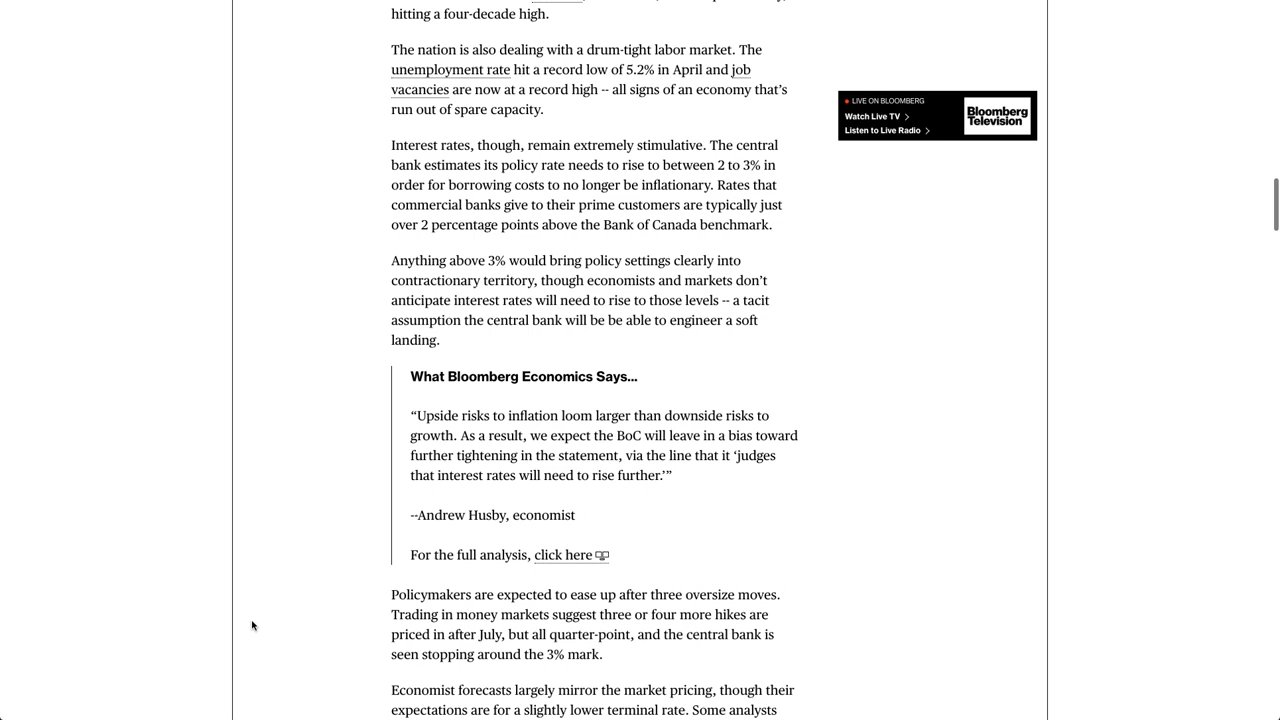 hitting a four-decade high.
The nation is also dealing with a drum-tight labor market. The
unemployment rate hit a record low of 5.2% in April and job
vacancies are now at a record high -- all signs of an economy that’s
run out of spare capacity.
Interest rates, though, remain extremely stimulative. The central
bank estimates its policy rate needs to rise to between 2 to 3% in
order for borrowing costs to no longer be inflationary. Rates that
commercial banks give to their prime customers are typically just
over 2 percentage points above the Bank of Canada benchmark.
Anything above 3% would bring policy settings clearly into
contractionary territory, though economists and markets don’t
anticipate interest rates will need to rise to those levels -- a tacit
assumption the central bank will be be able to engineer a soft
landing.
What Bloomberg Economics Says...
“Upside risks to inflation loom larger than downside risks to
growth. As a result, we expect the BoC will leave in a bias toward
further tightening in the statement, via the line that it ‘judges
that interest rates will need to rise further.’”
--Andrew Husby, economist
For the full analysis, click here
Policymakers are expected to ease up after three oversize moves.
Trading in money markets suggest three or four more hikes are
priced in after July, but all quarter-point, and the central bank is
seen stopping around the 3% mark.
Economist forecasts largely mirror the market pricing, though their
expectations are for a slightly lower terminal rate. Some analysts
LIVE ON BLOOMBERG
Watch Live TV
Listen to Live Radio
Bloomberg
Television